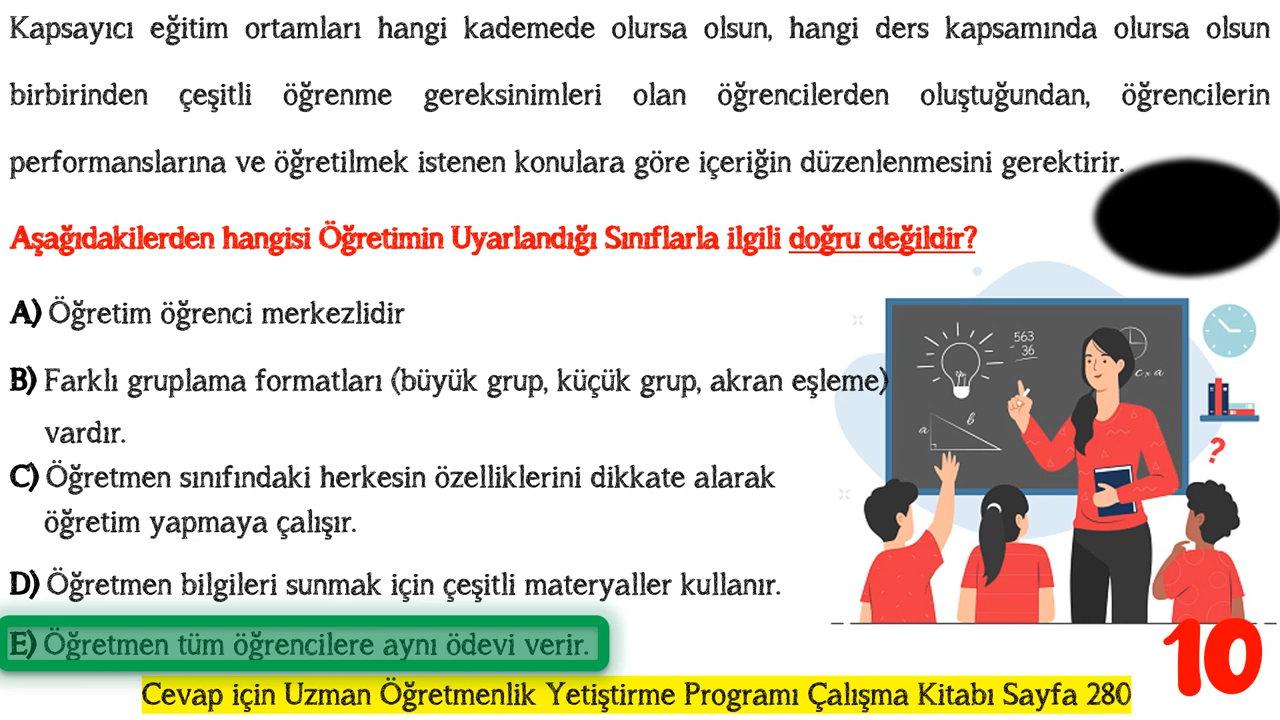 Kapsayıcı eğitim ortamları hangi kademede olursa olsun, hangi ders kapsamında olursa olsun
birbirinden çeşitli öğrenme gereksinimleri olan öğrencilerden oluştuğundan, öğrencilerin
performanslarına ve öğretilmek istenen konulara göre içeriğin düzenlenmesini gerektirir.
Aşağıdakilerden hangisi Öğretimin Uyarlandığı Sınıflarla ilgili doğru değildir?
A) Öğretim öğrenci merkezlidir
B) Farklı gruplama formatları (büyük grup, küçük grup, akran eşleme)
vardır.
C) Öğretmen sınıfındaki herkesin özelliklerini dikkate alarak
öğretim yapmaya çalışır.
D) Öğretmen bilgileri sunmak için çeşitli materyaller kullanır.
E) Öğretmen tüm öğrencilere aynı ödevi verir.
Cevap için Uzman Öğretmenlik Yetiştirme Programı Çalışma Kitabı Sayfa 280
563
- 36
c x a
a
b
?
10